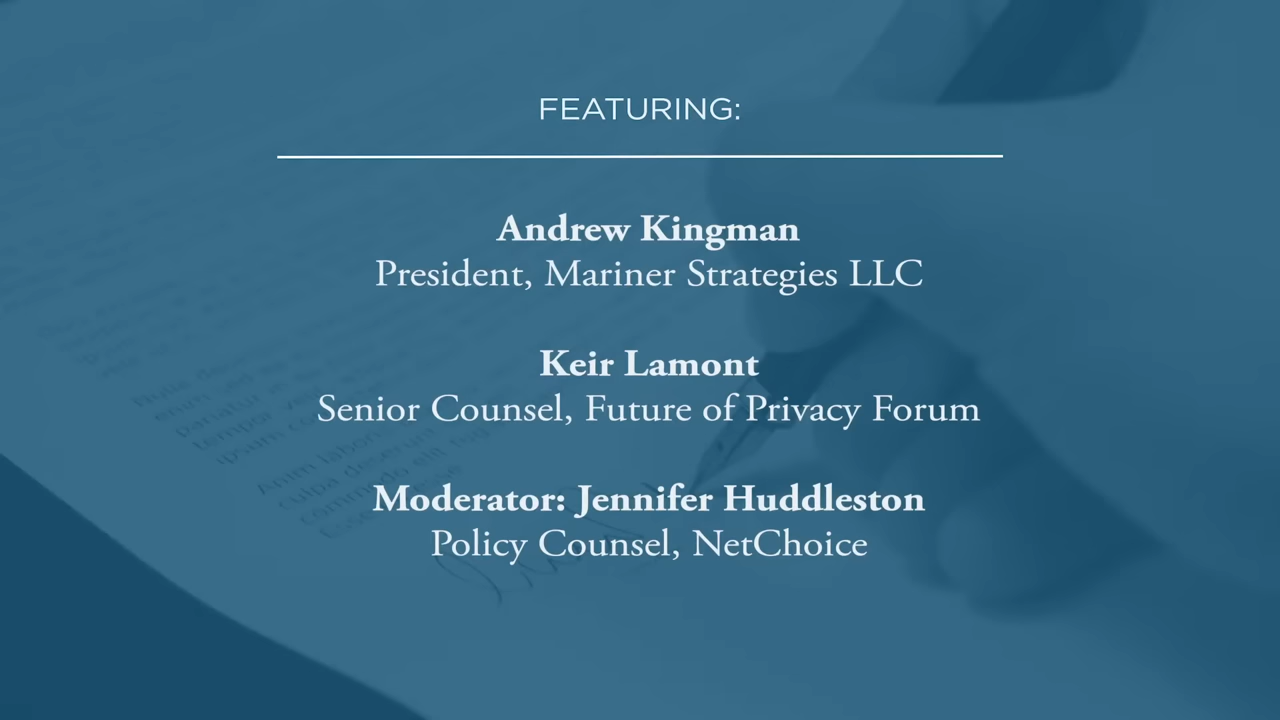 FEATURING:
Andrew Kingman
President, Mariner Strategies LLC
Keir Lamont
Senior Counsel, Future of Privacy Forum
Moderator: Jennifer Huddleston
Policy Counsel, NetChoice